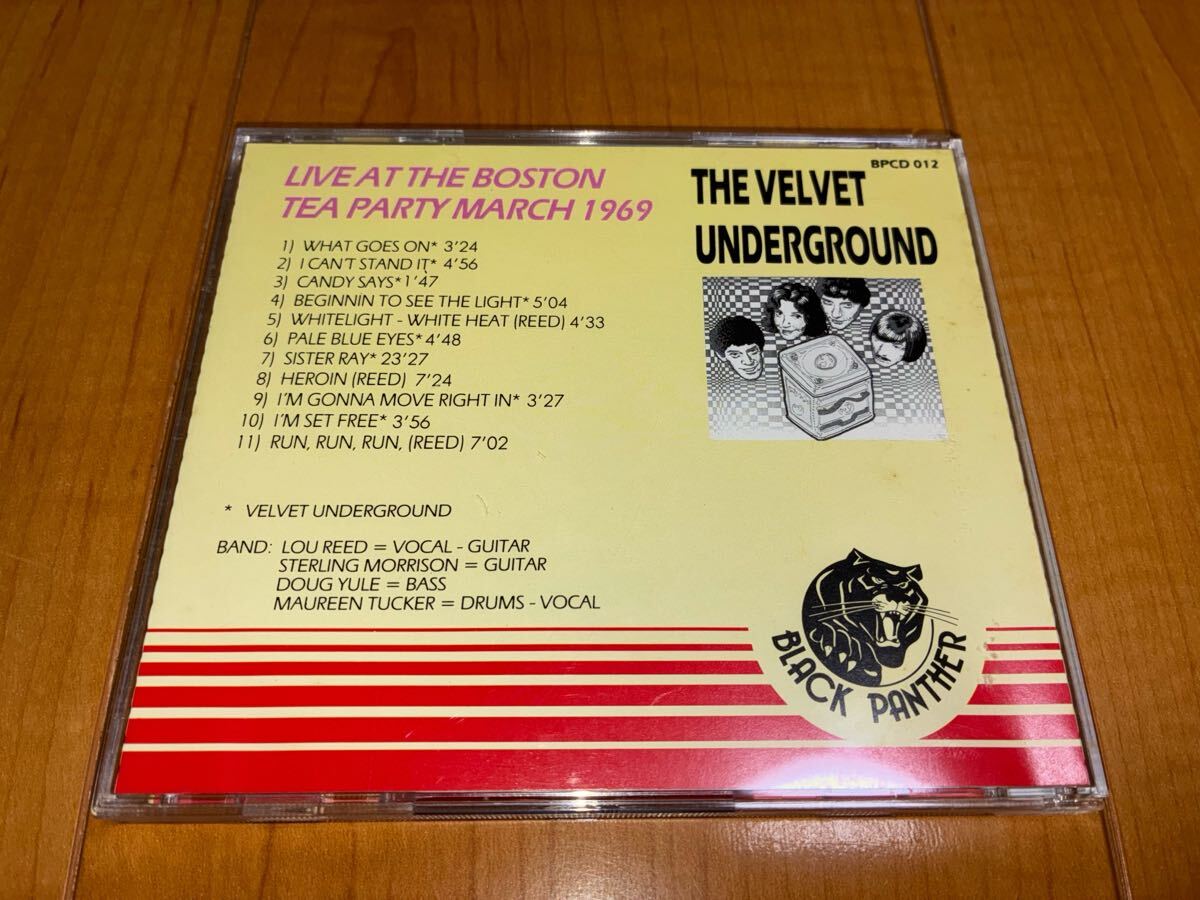 LIVE AT THE BOSTON
TEA PARTY MARCH 1969
1) WHAT GOES ON* 3'24
2) I CAN'T STAND IT* 4'56
3) CANDY SAYS* 1'47
4) BEGINNIN TO SEE THE LIGHT* 5'04
5) WHITELIGHT - WHITE HEAT (REED) 4'33
6) PALE BLUE EYES* 4'48
7) SISTER RAY* 23'27
8) HEROIN (REED) 7'24
9) I'M GONNA MOVE RIGHT IN* 3'27
10) I'M SET FREE* 3'56
11) RUN, RUN, RUN, (REED) 7'02
* VELVET UNDERGROUND
BAND: LOU REED = VOCAL - GUITAR
STERLING MORRISON = GUITAR
DOUG YULE = BASS
MAUREEN TUCKER = DRUMS - VOCAL
BPCD 012
THE VELVET
UNDERGROUND
BLACK PANTHER